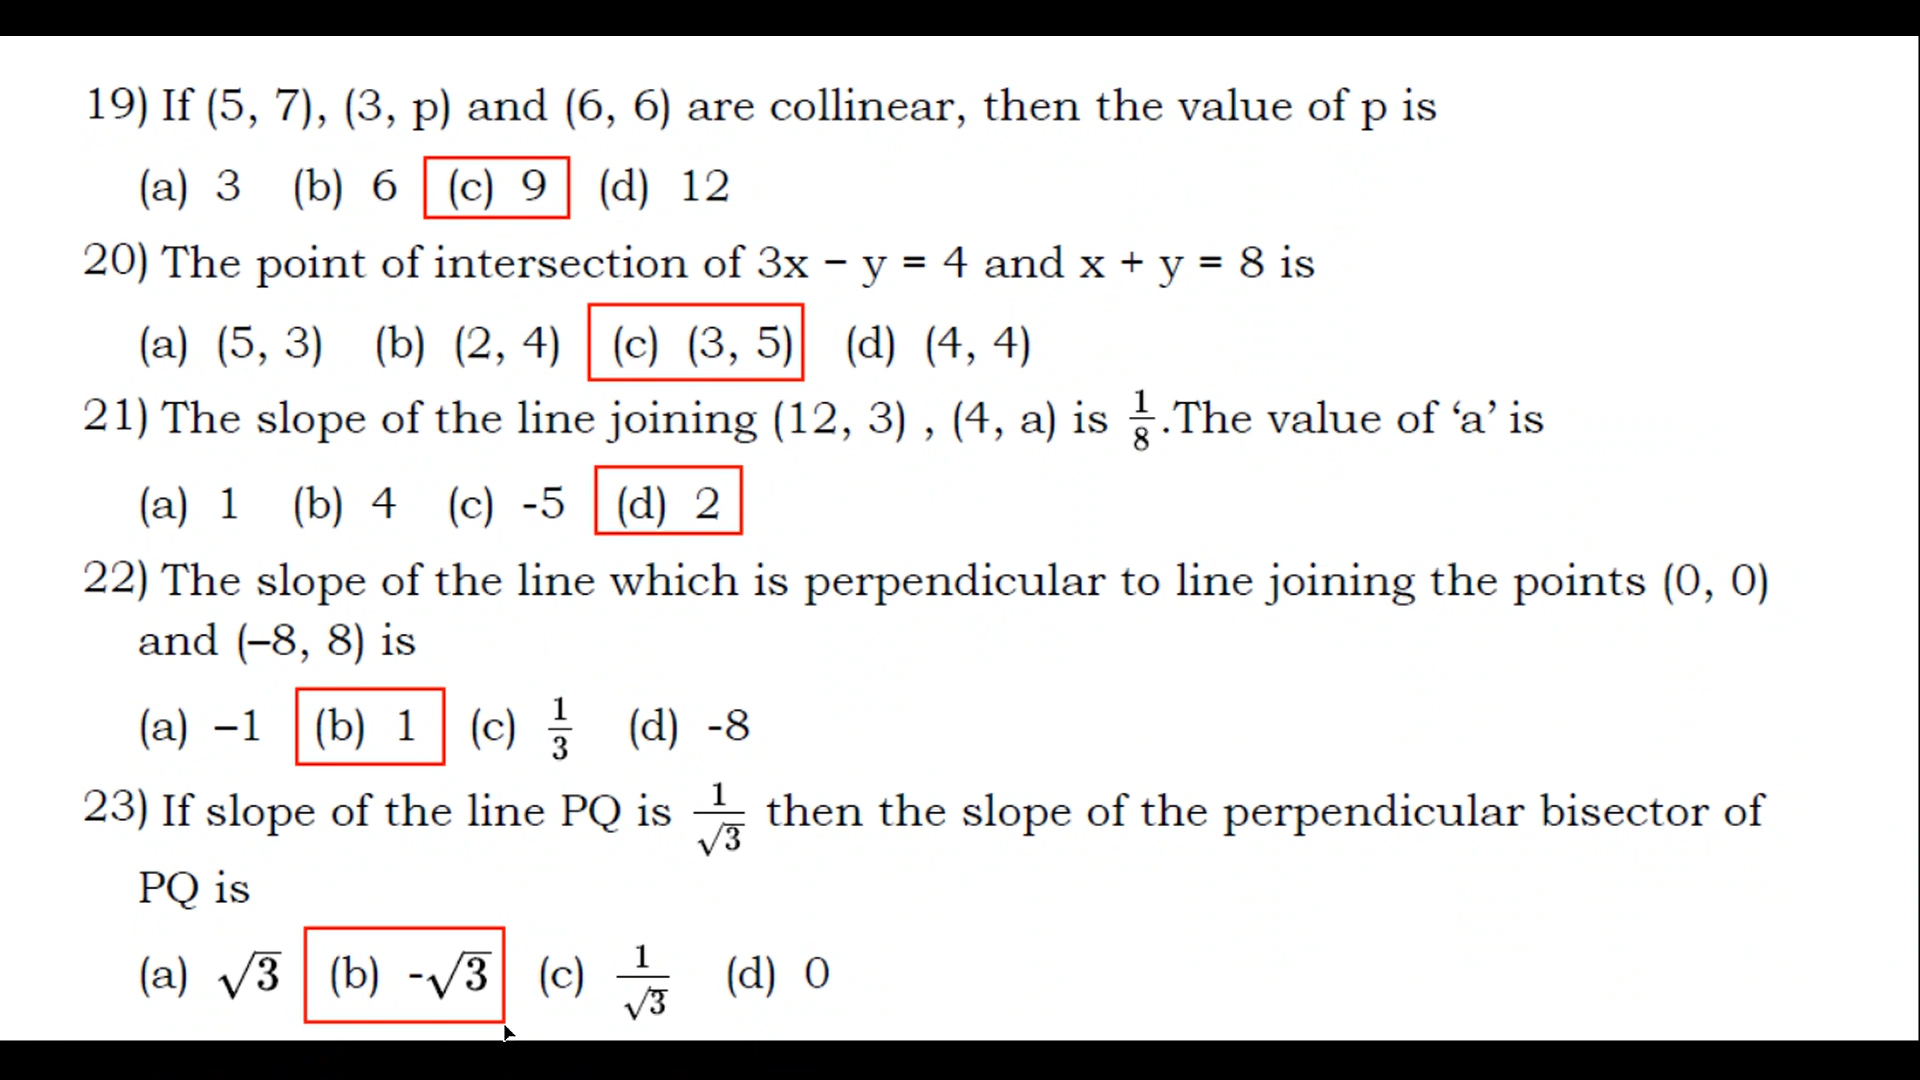 19) If (5, 7), (3, p) and (6, 6) are collinear, then the value of p is
(a) 3 (b) 6 (c) 9 (d) 12
20) The point of intersection of 3x − y = 4 and x + y = 8 is
(a) (5, 3) (b) (2, 4) (c) (3, 5) (d) (4, 4)
21) The slope of the line joining (12, 3) , (4, a) is 1/8.The value of ‘a’ is
(a) 1 (b) 4 (c) -5 (d) 2
22) The slope of the line which is perpendicular to line joining the points (0, 0)
and (–8, 8) is
(a) –1 (b) 1 (c) 1/3 (d) -8
23) If slope of the line PQ is 1/√3 then the slope of the perpendicular bisector of
PQ is
(a) √3 (b) -√3 (c) 1/√3 (d) 0